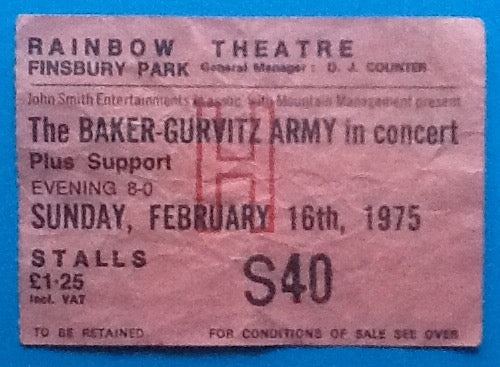 RAINBOW THEATRE
FINSBURY PARK General Manager: D. J. COUNTER
John Smith Entertainments in assoc. with Mountain Management present
The BAKER-GURVITZ ARMY in concert
Plus Support
EVENING 8-0
SUNDAY, FEBRUARY 16th, 1975
H
STALLS
£1·25
incl. VAT
S40
TO BE RETAINED FOR CONDITIONS OF SALE SEE OVER